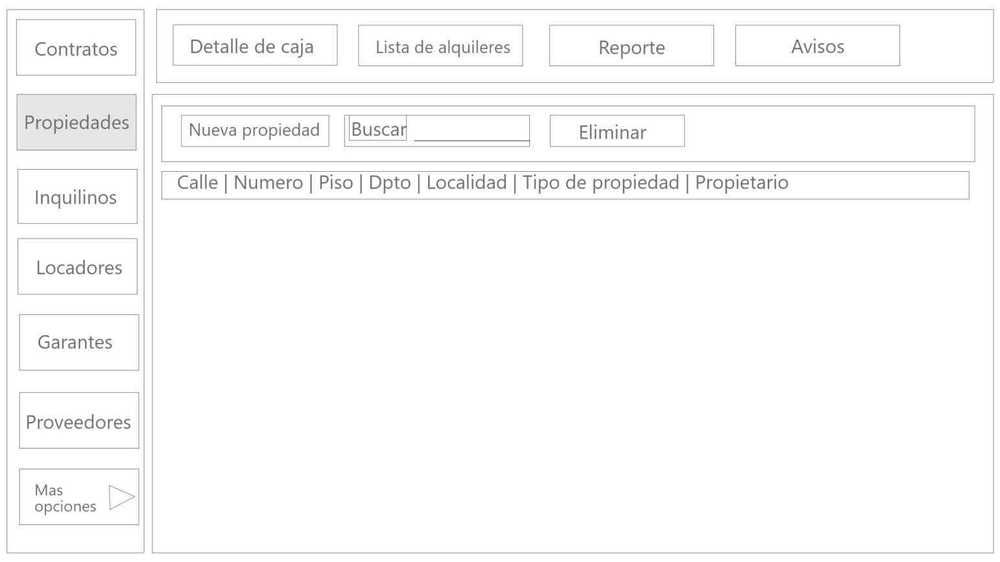 Contratos
Propiedades
Inquilinos
Locadores
Garantes
Proveedores
Mas
opciones
Detalle de caja
Lista de alquileres
Reporte
Avisos
Nueva propiedad
Buscar
Eliminar
Calle | Numero | Piso | Dpto | Localidad | Tipo de propiedad | Propietario